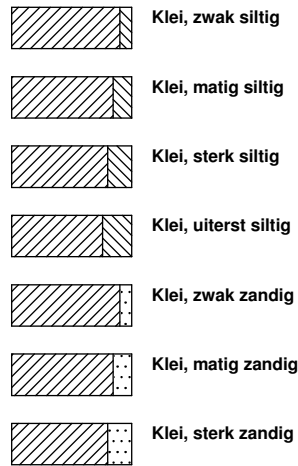 Klei, zwak siltig
Klei, matig siltig
Klei, sterk siltig
Klei, uiterst siltig
Klei, zwak zandig
Klei, matig zandig
Klei, sterk zandig